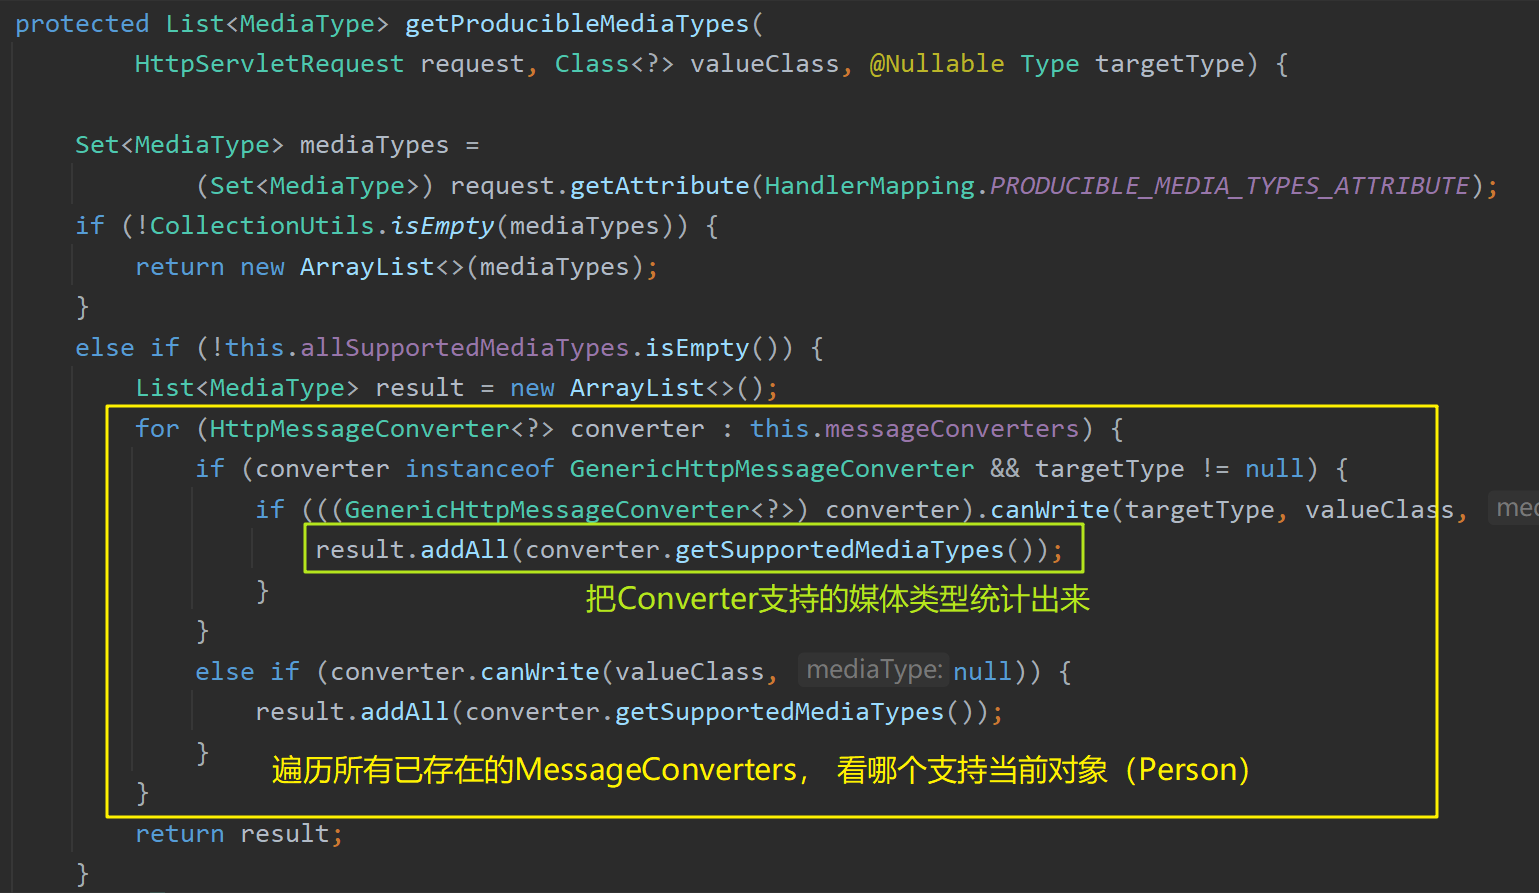 protected List<MediaType> getProducibleMediaTypes(
HttpServletRequest request, Class<?> valueClass, @Nullable Type targetType) {
Set<MediaType> mediaTypes =
(Set<MediaType>) request.getAttribute(HandlerMapping.PRODUCIBLE_MEDIA_TYPES_ATTRIBUTE);
if (!CollectionUtils.isEmpty(mediaTypes)) {
return new ArrayList<>(mediaTypes);
}
else if (!this.allSupportedMediaTypes.isEmpty()) {
List<MediaType> result = new ArrayList<>();
for (HttpMessageConverter<?> converter : this.messageConverters) {
if (converter instanceof GenericHttpMessageConverter && targetType != null) {
if (((GenericHttpMessageConverter<?>) converter).canWrite(targetType, valueClass,
result.addAll(converter.getSupportedMediaTypes());
}
把Converter支持的媒体类型统计出来
}
else if (converter.canWrite(valueClass, mediaType: null)) {
result.addAll(converter.getSupportedMediaTypes());
}
遍历所有已存在的MessageConverters，看哪个支持当前对象（Person）
}
return result;
}